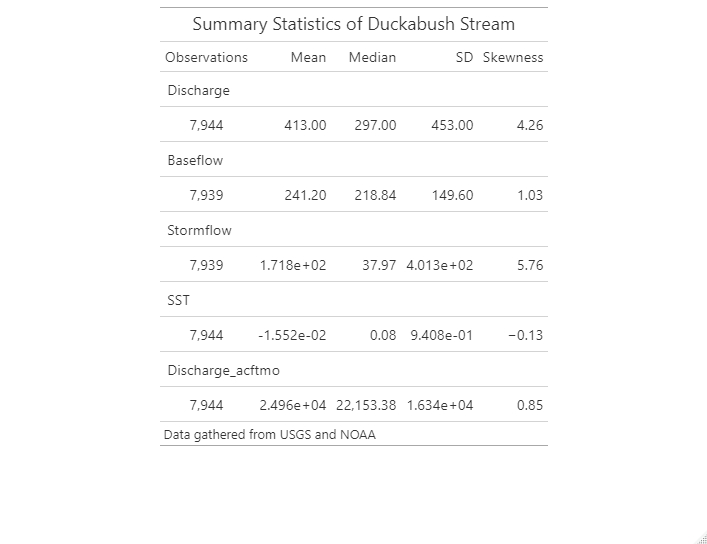 Summary Statistics of Duckabush Stream
Observations Mean Median SD Skewness
Discharge
7,944 413.00 297.00 453.00 4.26
Baseflow
7,939 241.20 218.84 149.60 1.03
Stormflow
7,939 1.718e+02 37.97 4.013e+02 5.76
SST
7,944 -1.552e-02 0.08 9.408e-01 −0.13
Discharge_acftmo
7,944 2.496e+04 22,153.38 1.634e+04 0.85
Data gathered from USGS and NOAA